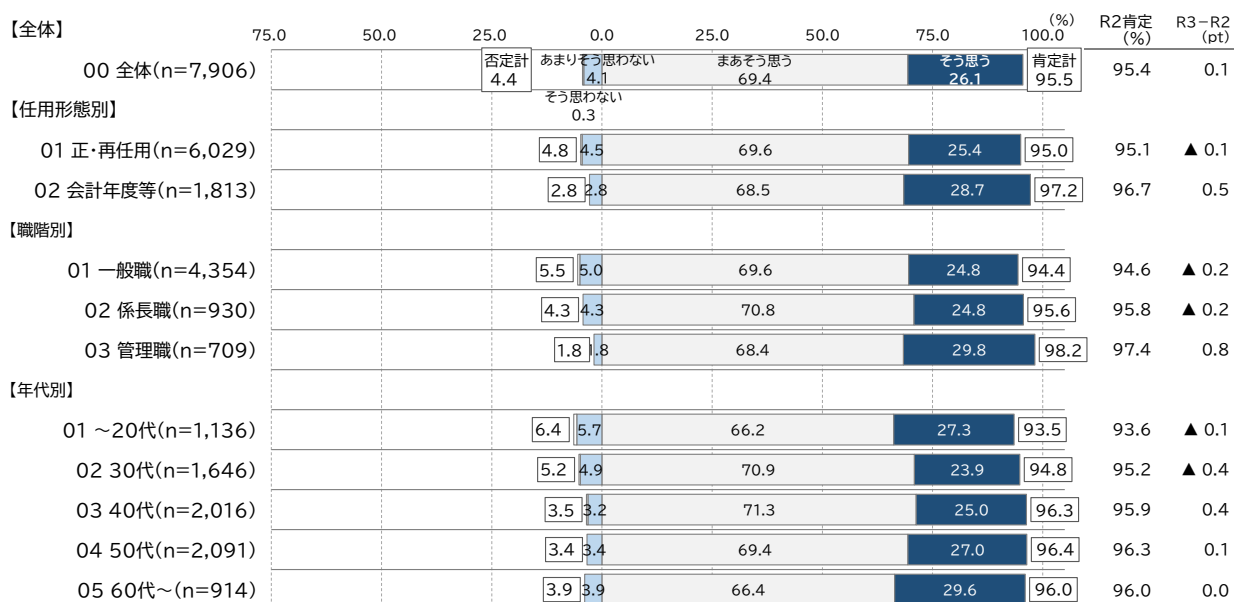 【全体】
75.0 50.0 25.0 0.0 25.0 50.0 75.0 100.0
(%)
R2肯定
(%)
R3-R2
(pt)
00 全体(n=7,906) 否定計 4.4 あまりそう思わない 4.1 まあそう思う 69.4 そう思う 26.1 肯定計 95.5 95.4 0.1
そう思わない
0.3
【任用形態別】
01 正・再任用(n=6,029) 4.8 4.5 69.6 25.4 95.0 95.1 ▲ 0.1
02 会計年度等(n=1,813) 2.8 2.8 68.5 28.7 97.2 96.7 0.5
【職階別】
01 一般職(n=4,354) 5.5 5.0 69.6 24.8 94.4 94.6 ▲ 0.2
02 係長職(n=930) 4.3 4.3 70.8 24.8 95.6 95.8 ▲ 0.2
03 管理職(n=709) 1.8 1.8 68.4 29.8 98.2 97.4 0.8
【年代別】
01 ～20代(n=1,136) 6.4 5.7 66.2 27.3 93.5 93.6 ▲ 0.1
02 30代(n=1,646) 5.2 4.9 70.9 23.9 94.8 95.2 ▲ 0.4
03 40代(n=2,016) 3.5 3.2 71.3 25.0 96.3 95.9 0.4
04 50代(n=2,091) 3.4 3.4 69.4 27.0 96.4 96.3 0.1
05 60代～(n=914) 3.9 3.9 66.4 29.6 96.0 96.0 0.0